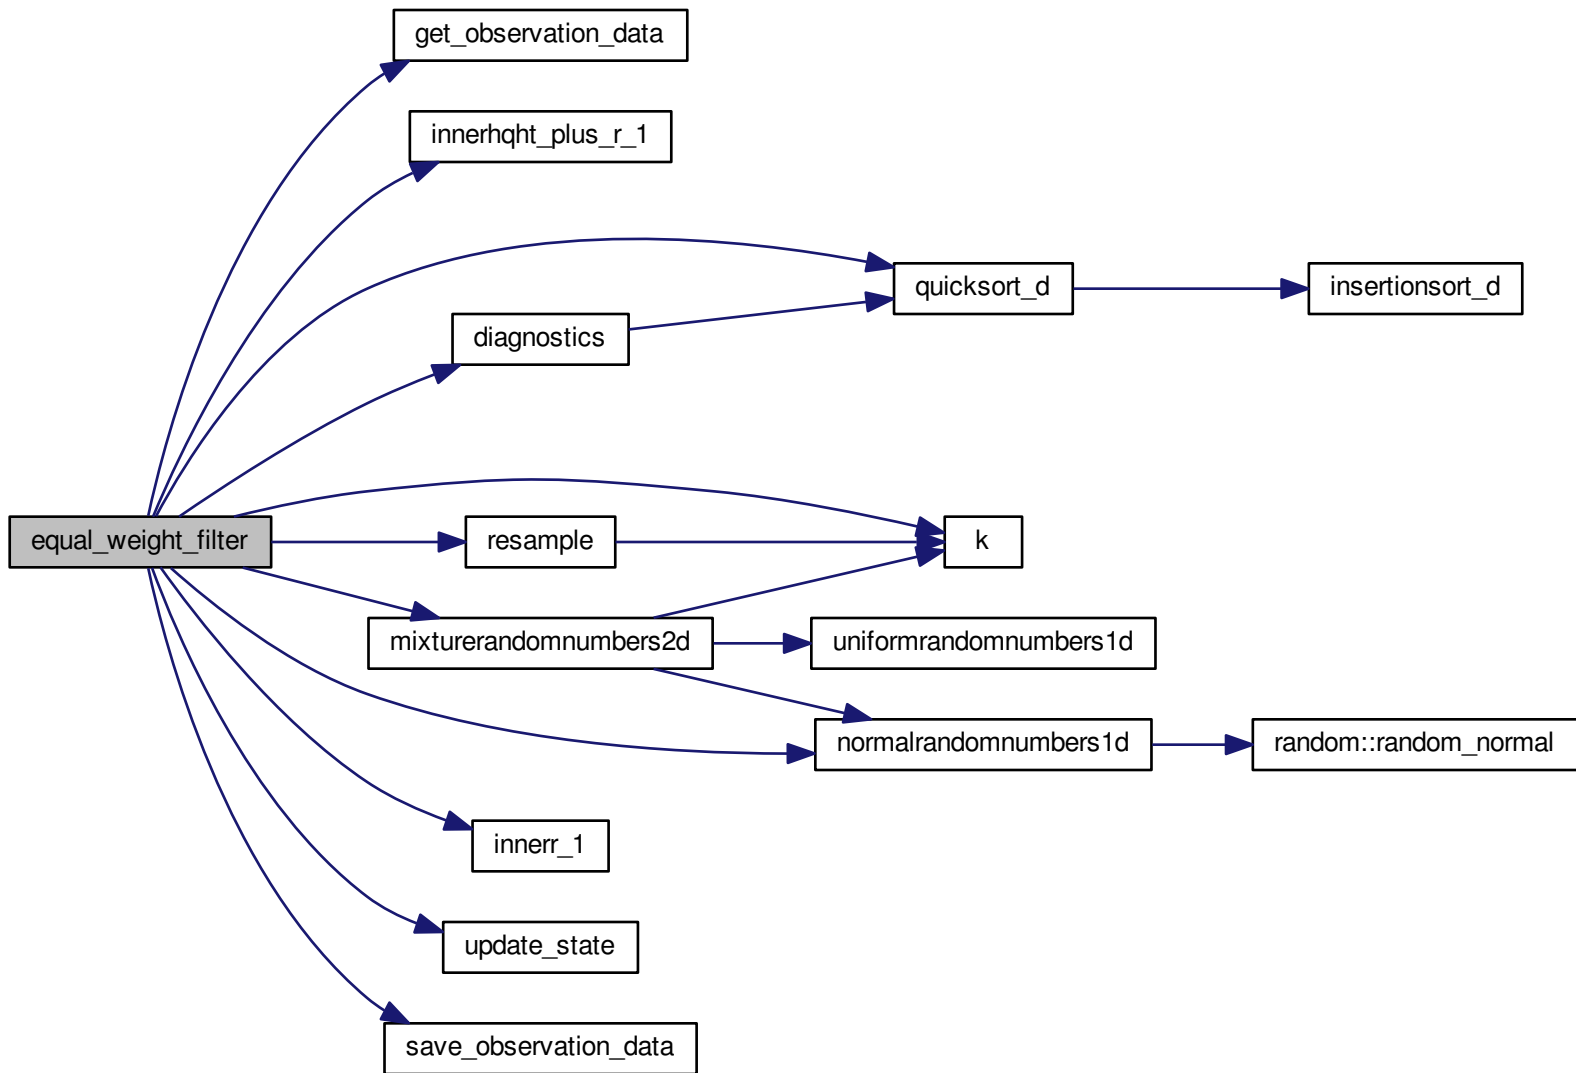 get_observation_data
innerhqht_plus_r_1
quicksort_d
insertionsort_d
diagnostics
equal_weight_filter
resample
k
mixturerandomnumbers2d
uniformrandomnumbers1d
normalrandomnumbers1d
random::random_normal
innerr_1
update_state
save_observation_data